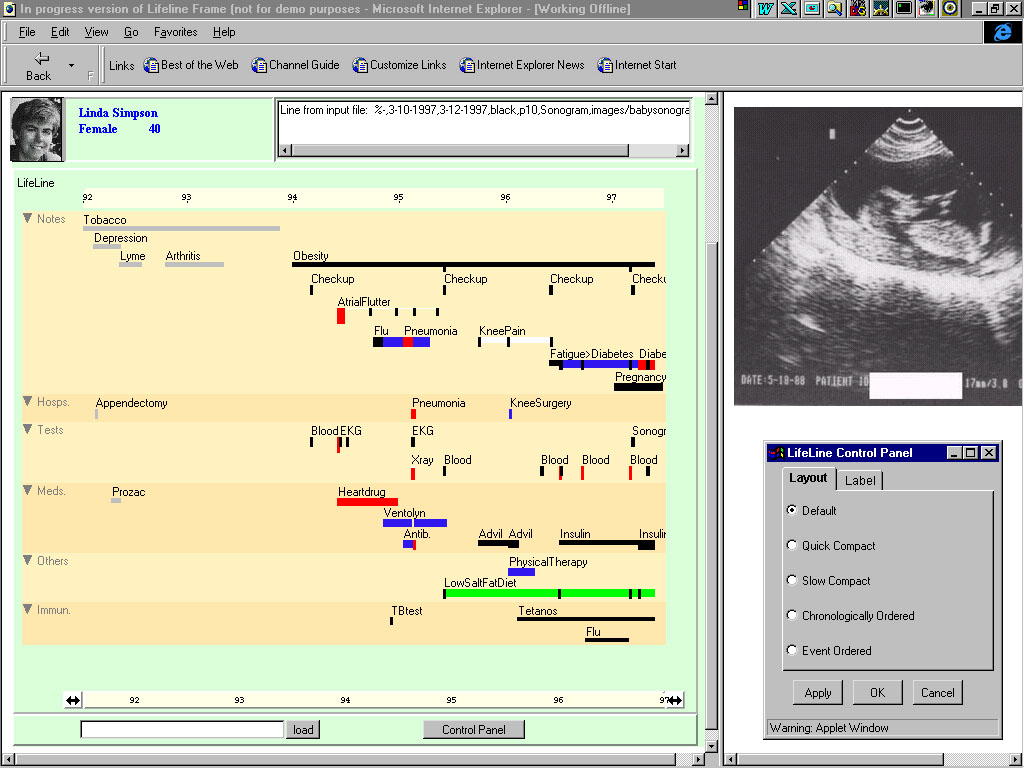 In progress version of Lifeline Frame (not for demo purposes - Microsoft Internet Explorer - [Working Offline]
File Edit View Go Favorites Help
Back F Links Best of the Web Channel Guide Customize Links Internet Explorer News Internet Start
Linda Simpson
Female 40
Line from input file: %-,3-10-1997,3-12-1997,black,p10,Sonogram,images/babysonogra
LifeLine
92 93 94 95 96 97
Notes Tobacco
Depression
Lyme Arthritis Obesity
Checkup Checkup Checkup Checku
AtrialFlutter
Flu Pneumonia KneePain
Fatigue>Diabetes Diabe
Pregnancy
Hosps. Appendectomy Pneumonia KneeSurgery
Tests Blood EKG EKG Sonogr
Xray Blood Blood Blood Blood
Meds. Prozac Heartdrug
Ventolyn
Antib. Advil Advil Insulin Insulin
Others PhysicalTherapy
LowSaltFatDiet
Immun. TBtest Tetanos
Flu
92 93 94 95 96 97
load Control Panel
DATE:5-18-88 PATIENT ID 17mm/3.8
LifeLine Control Panel
Layout Label
Default
Quick Compact
Slow Compact
Chronologically Ordered
Event Ordered
Apply OK Cancel
Warning: Applet Window